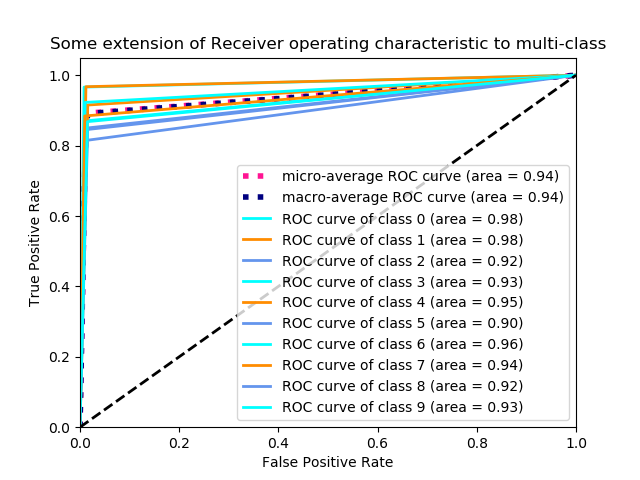 Some extension of Receiver operating characteristic to multi-class
1.0
0.8
0.6
0.4
0.2
0.0
True Positive Rate
micro-average ROC curve (area = 0.94)
macro-average ROC curve (area = 0.94)
ROC curve of class 0 (area = 0.98)
ROC curve of class 1 (area = 0.98)
ROC curve of class 2 (area = 0.92)
ROC curve of class 3 (area = 0.93)
ROC curve of class 4 (area = 0.95)
ROC curve of class 5 (area = 0.90)
ROC curve of class 6 (area = 0.96)
ROC curve of class 7 (area = 0.94)
ROC curve of class 8 (area = 0.92)
ROC curve of class 9 (area = 0.93)
0.0 0.2 0.4 0.6 0.8 1.0
False Positive Rate